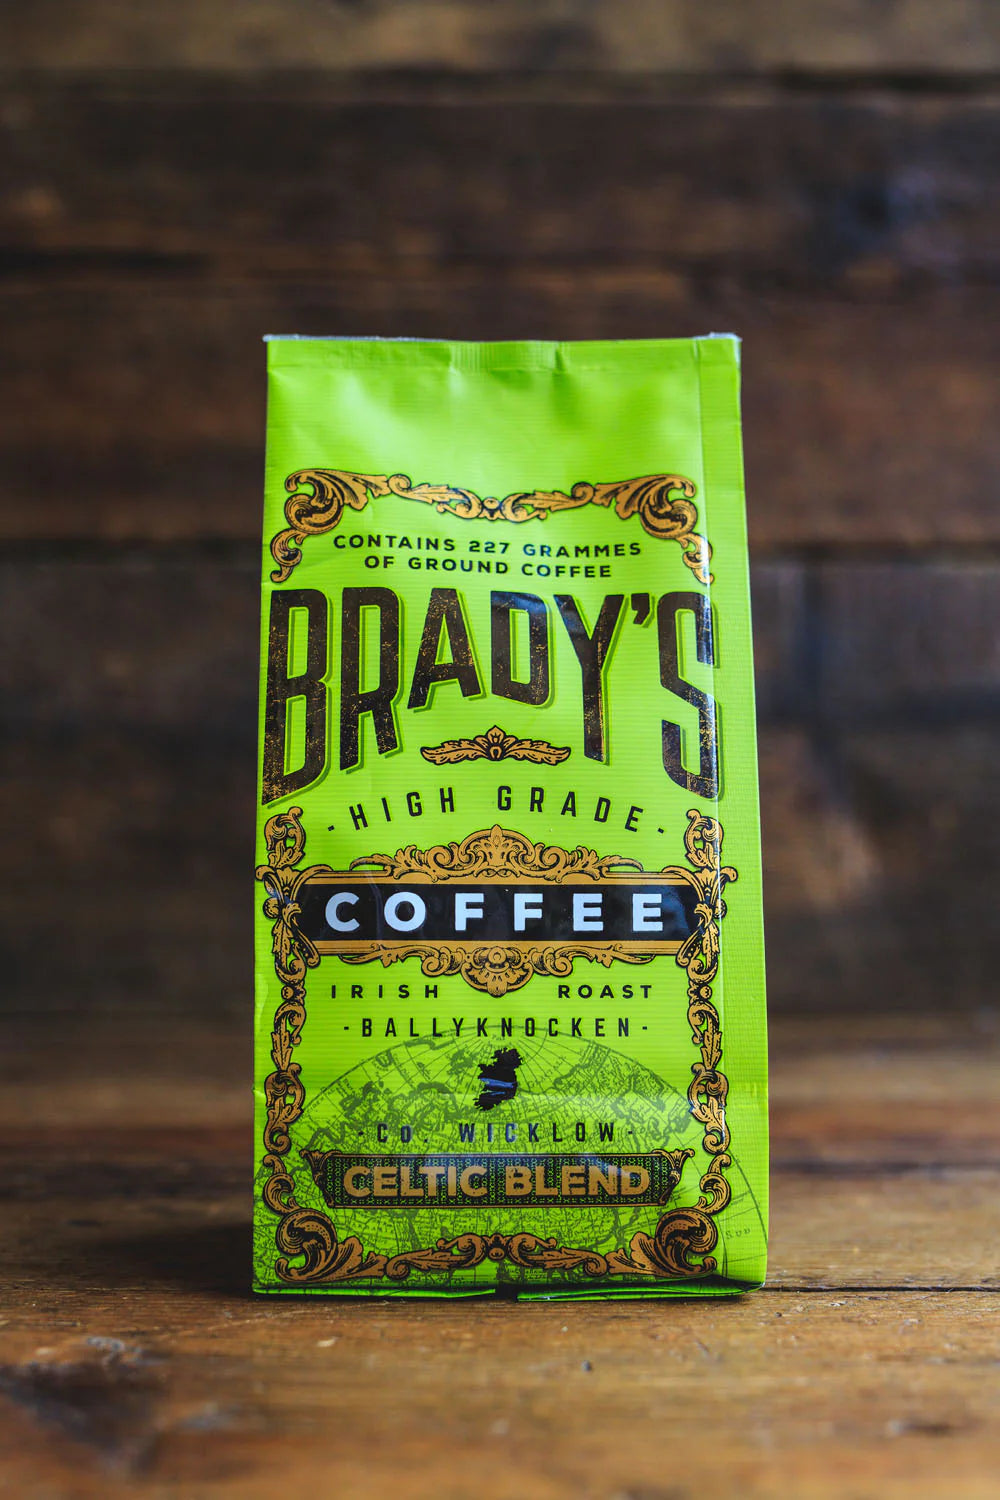 CONTAINS 227 GRAMMES
OF GROUND COFFEE
BRADY'S
-HIGH GRADE-
COFFEE
IRISH ROAST
-BALLYKNOCKEN-
-CO. WICKLOW-
CELTIC BLEND